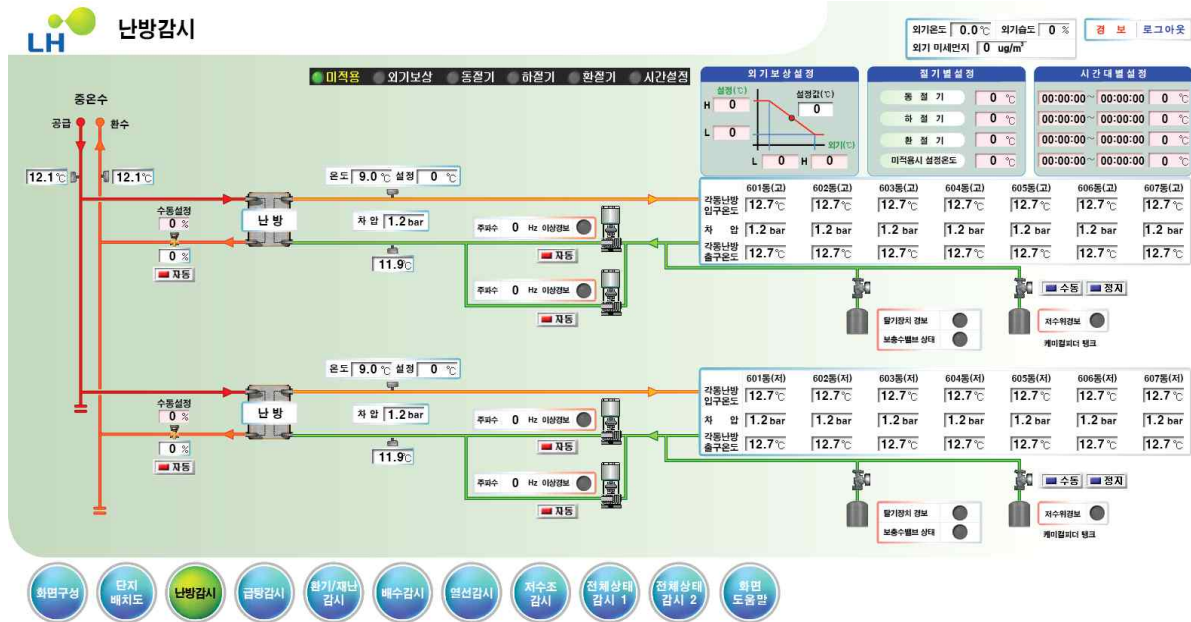 LH 난방감시
외기온도 0.0 ℃ 외기습도 0 %
외기 미세먼지 0 ug/m³
경 보 로그아웃
미적용 외기보상 동절기 하절기 환절기 시간설정
외기보상설정
설정(℃)
H 0
설정값(℃)
0
L 0
외기(℃)
L 0 H 0
절기별설정
동 절 기 0 ℃
하 절 기 0 ℃
환 절 기 0 ℃
미적용시 설정온도 0 ℃
시간대별설정
00:00:00 ~ 00:00:00 0 ℃
00:00:00 ~ 00:00:00 0 ℃
00:00:00 ~ 00:00:00 0 ℃
00:00:00 ~ 00:00:00 0 ℃
중온수
공급 환수
12.1 ℃ 12.1 ℃
온도 9.0 ℃ 설정 0 ℃
난방
차압 1.2 bar
11.9℃
수동설정
0 %
0 %
자동
주파수 0 Hz 이상경보
자동
주파수 0 Hz 이상경보
자동
601동(고) 602동(고) 603동(고) 604동(고) 605동(고) 606동(고) 607동(고)
각동난방
입구온도 12.7℃ 12.7℃ 12.7℃ 12.7℃ 12.7℃ 12.7℃ 12.7℃
차 압 1.2 bar 1.2 bar 1.2 bar 1.2 bar 1.2 bar 1.2 bar 1.2 bar
각동난방
출구온도 12.7℃ 12.7℃ 12.7℃ 12.7℃ 12.7℃ 12.7℃ 12.7℃
수동 정지
탈기장치 경보
보충수밸브 상태
저수위경보
케미컬피더 탱크
온도 9.0 ℃ 설정 0 ℃
난방
차압 1.2 bar
11.9℃
수동설정
0 %
0 %
자동
주파수 0 Hz 이상경보
자동
주파수 0 Hz 이상경보
자동
601동(저) 602동(저) 603동(저) 604동(저) 605동(저) 606동(저) 607동(저)
각동난방
입구온도 12.7℃ 12.7℃ 12.7℃ 12.7℃ 12.7℃ 12.7℃ 12.7℃
차 압 1.2 bar 1.2 bar 1.2 bar 1.2 bar 1.2 bar 1.2 bar 1.2 bar
각동난방
출구온도 12.7℃ 12.7℃ 12.7℃ 12.7℃ 12.7℃ 12.7℃ 12.7℃
수동 정지
탈기장치 경보
보충수밸브 상태
저수위경보
케미컬피더 탱크
화면구성
단지
배치도
난방감시
급탕감시
환기/재난
감시
배수감시
열선감시
저수조
감시
전체상태
감시 1
전체상태
감시 2
화면
도움말